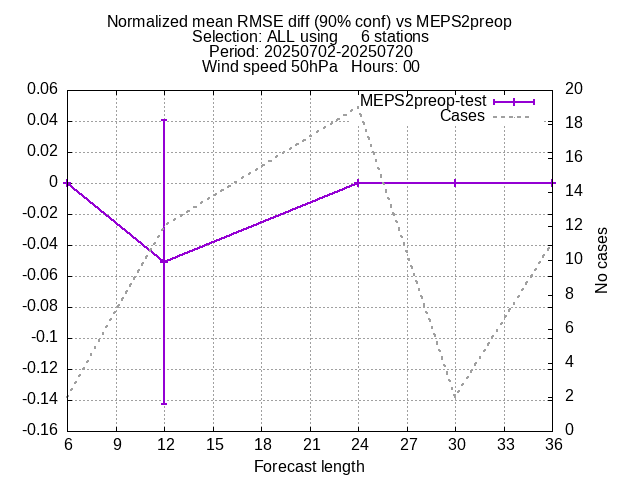 Normalized mean RMSE diff (90% conf) vs MEPS2preop
Selection: ALL using     6 stations
Period: 20250702-20250720
Wind speed 50hPa   Hours: 00
0.06
0.04
0.02
0
-0.02
-0.04
-0.06
-0.08
-0.1
-0.12
-0.14
-0.16
MEPS2preop-test
Cases
20
18
16
14
12
10
8
6
4
2
0
No cases
6 9 12 15 18 21 24 27 30 33 36
Forecast length